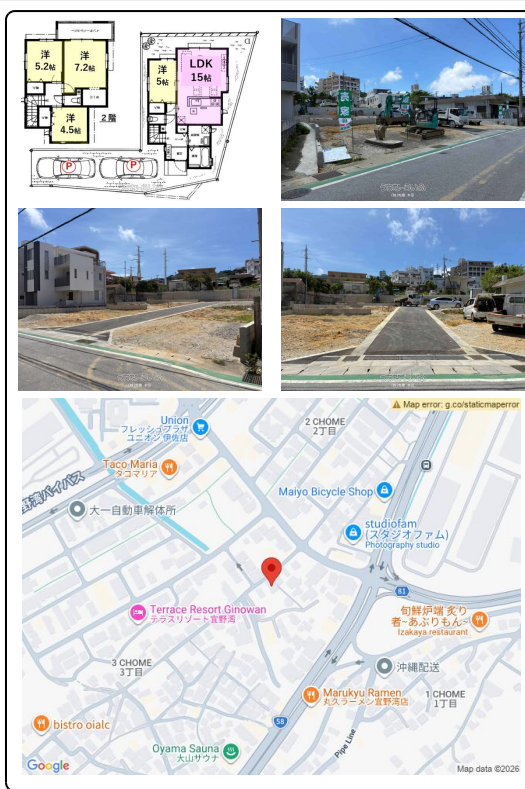 洋
5.2帖
洋
7.2帖
洋
4.5帖
2階
洋
5帖
LDK
15帖
P
P
売
家
Map error: g.co/staticmaperror
2 CHOME
2丁目
Union
フレッシュプラザ
ユニオン 伊佐店
Taco Maria
タコマリア
野湾バイパス
大一自動車解体所
Maiyo Bicycle Shop
studiofam
(スタジオファム)
Photography studio
81
旬鮮炉端 炙り
者~あぶりもん~
Izakaya restaurant
Terrace Resort Ginowan
テラスリゾート宜野湾
3 CHOME
3丁目
沖縄配送
Marukyu Ramen
丸久ラーメン宜野湾店
1 CHOME
1丁目
58
bistro oialc
Oyama Sauna
大山サウナ
Pipe Line
Google
Map data ©2026